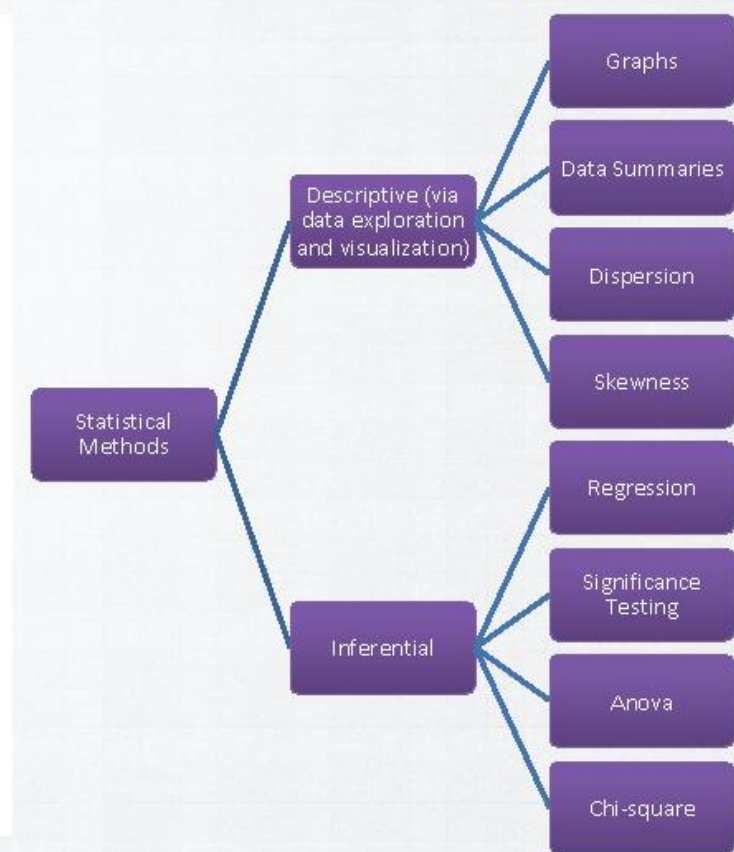 Statistical
Methods
Descriptive (via
data exploration
and visualization)
Graphs
Data Summaries
Dispersion
Skewness
Inferential
Regression
Significance
Testing
Anova
Chi-square